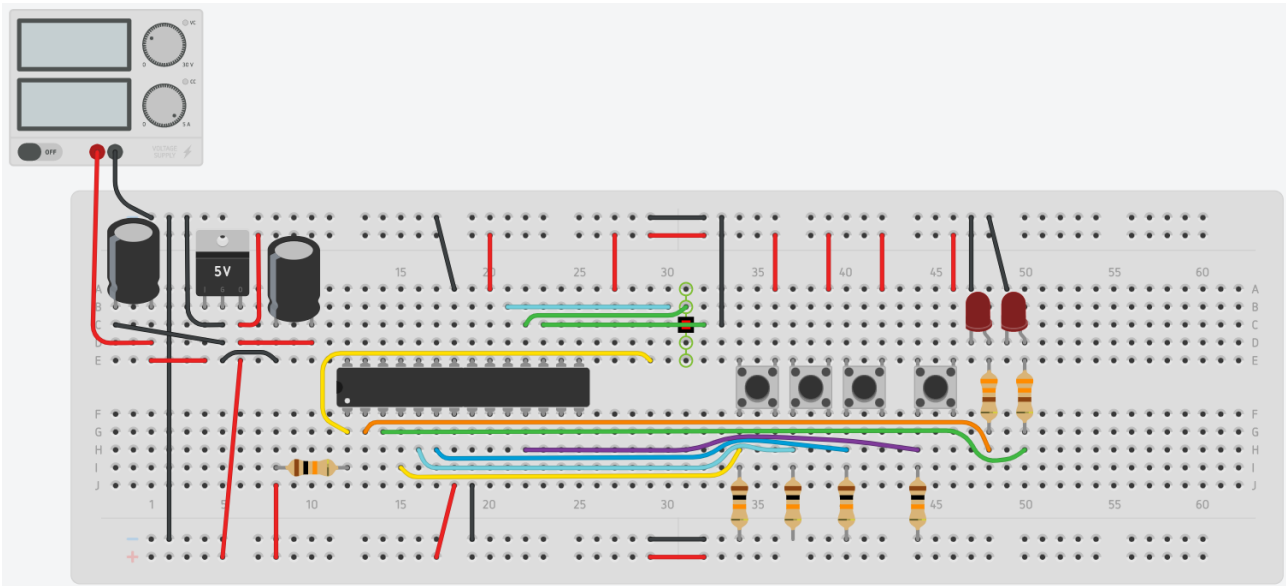 VC
0 30 V
CC
0 5 A
OFF
VOLTAGE
SUPPLY
5V
I G O
15 20 25 30 35 40 45 50 55 60
A A
B B
C C
D D
E E
F F
G G
H H
I I
J J
1 5 10 15 20 25 30 35 40 45 50 55 60
−
+